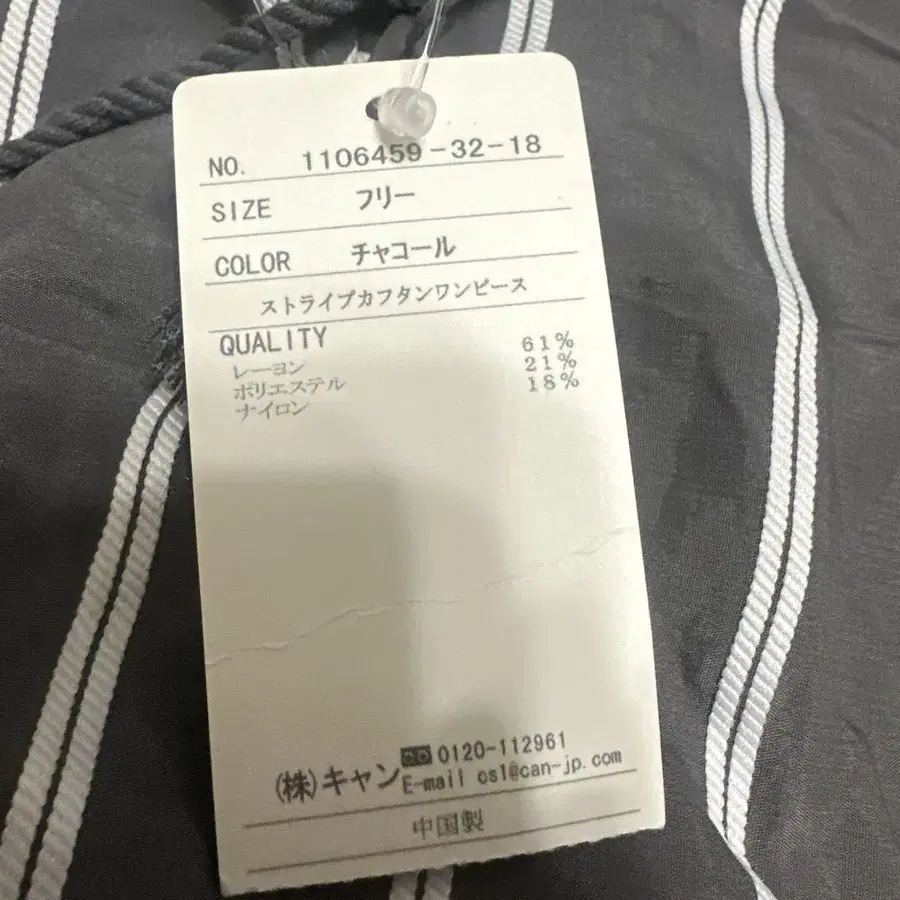 NO. 1106459-32-18
SIZE フリー
COLOR チャコール
ストライプカフタンワンピース
QUALITY
レーヨン 61%
ポリエステル 21%
ナイロン 18%
(株)キャン 0120-112961
E-mail cs1@can-jp.com
中国製